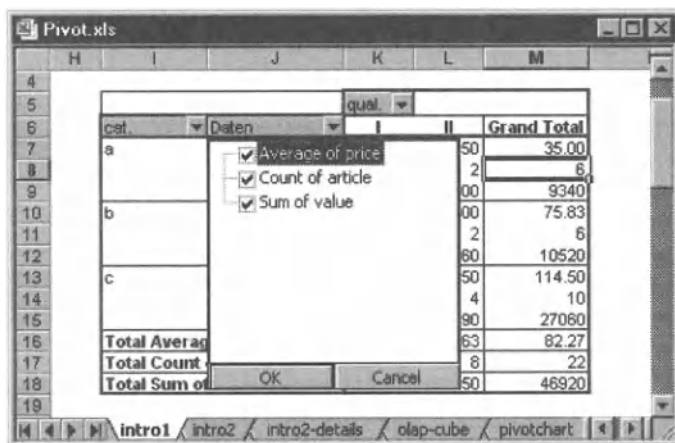 Pivot.xls
H I J K L M
4
5 qual.
6 cat. Daten I II Grand Total
7 a Average of price 50 35.00
8 Count of article 2 6
9 Sum of value 00 9340
10 b 00 75.83
11 2 6
12 60 10520
13 c 50 114.50
14 4 10
15 90 27060
16 Total Averag 63 82.27
17 Total Count 8 22
18 Total Sum of OK Cancel 50 46920
19
intro1 intro2 intro2-details olap-cube pivotchart